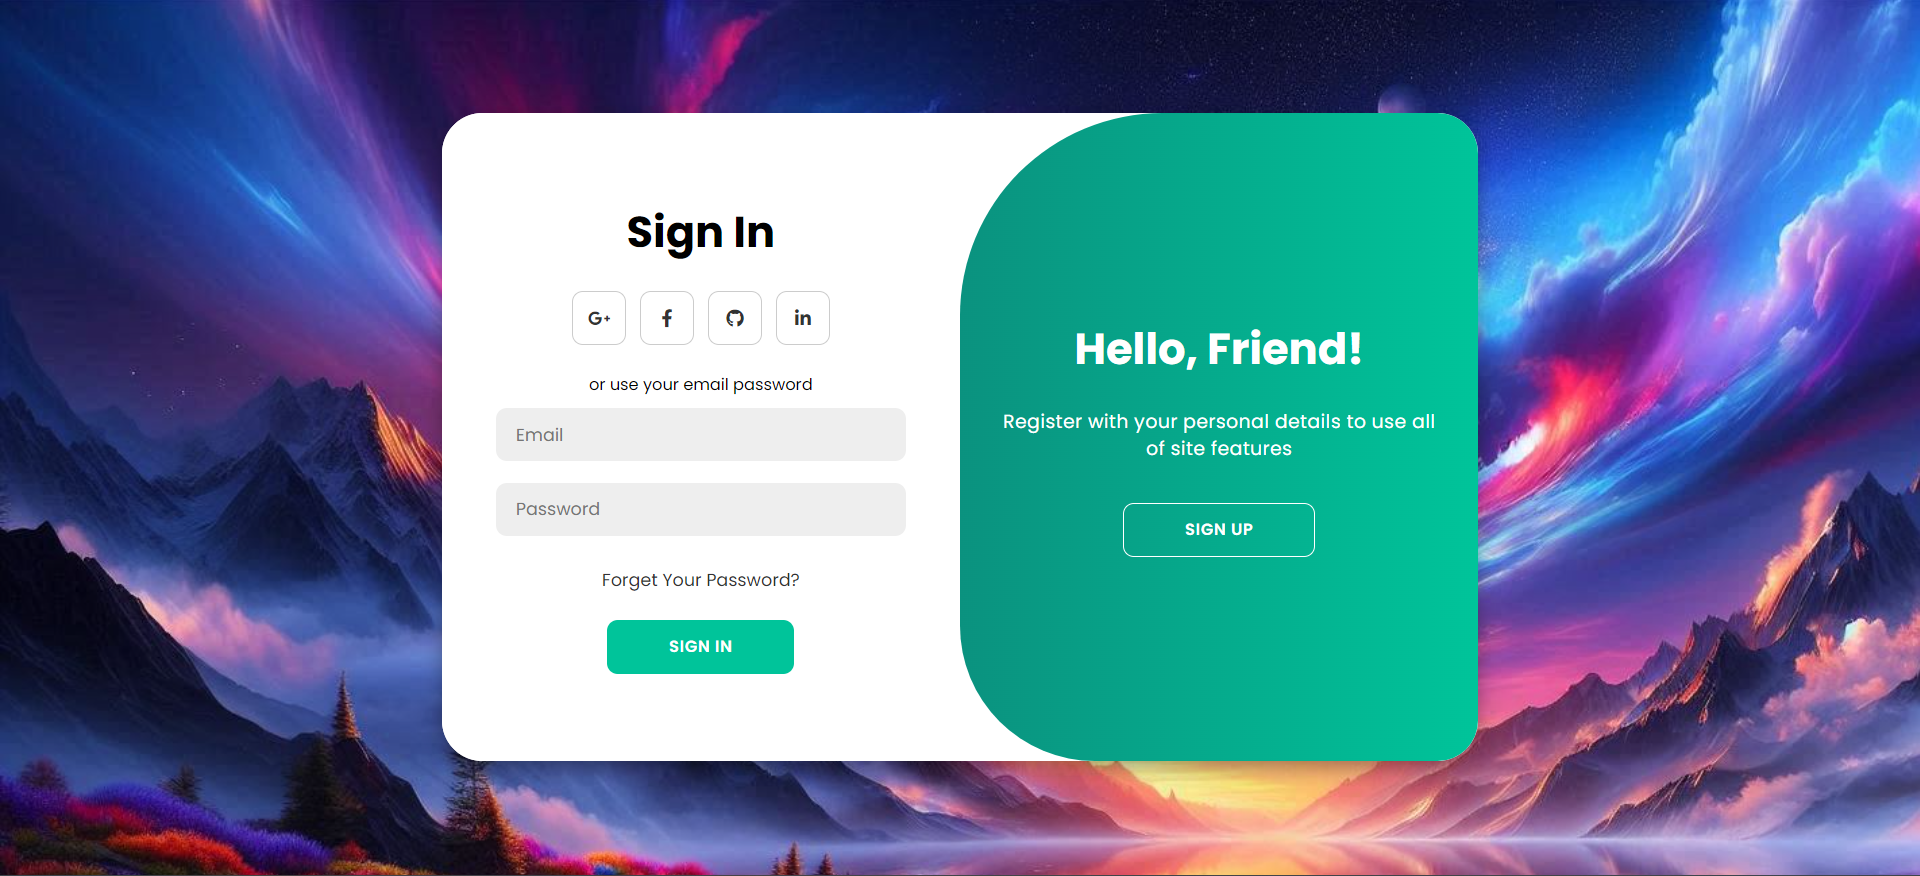 Sign In
G+
f
in
or use your email password
Email
Password
Forget Your Password?
SIGN IN
Hello, Friend!
Register with your personal details to use all
of site features
SIGN UP